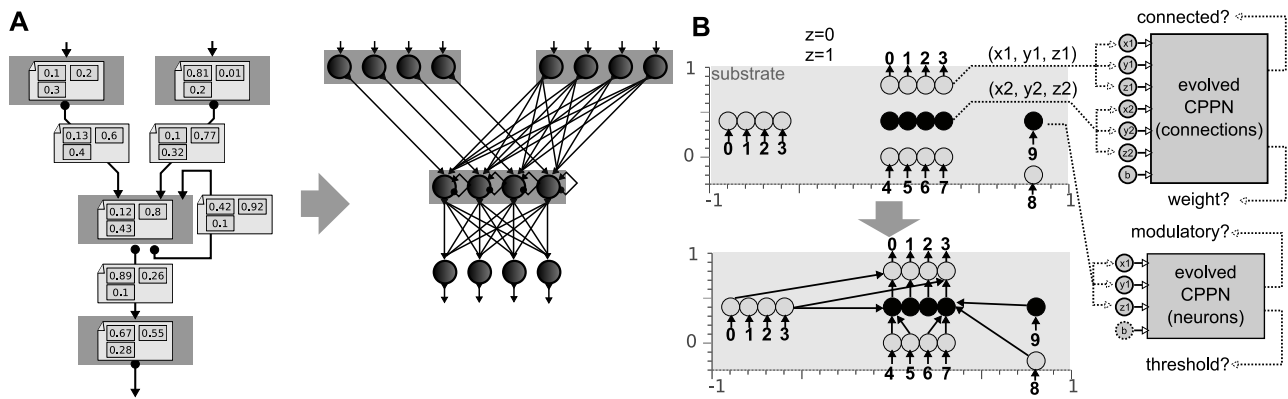 A
0.1 0.2
0.3
0.81 0.01
0.2
0.13 0.6
0.4
0.1 0.77
0.32
0.12 0.8
0.43
0.42 0.92
0.1
0.89 0.26
0.1
0.67 0.55
0.28
B
z=0
z=1
substrate
1
0
-1
1
0 1 2 3
0 1 2 3
4 5 6 7
9
8
(x1, y1, z1)
(x2, y2, z2)
connected?
x1
y1
z1
x2
y2
z2
b
evolved
CPPN
(connections)
weight?
1
0
-1
1
0 1 2 3
0 1 2 3
4 5 6 7
9
8
modulatory?
x1
y1
z1
b
evolved
CPPN
(neurons)
threshold?